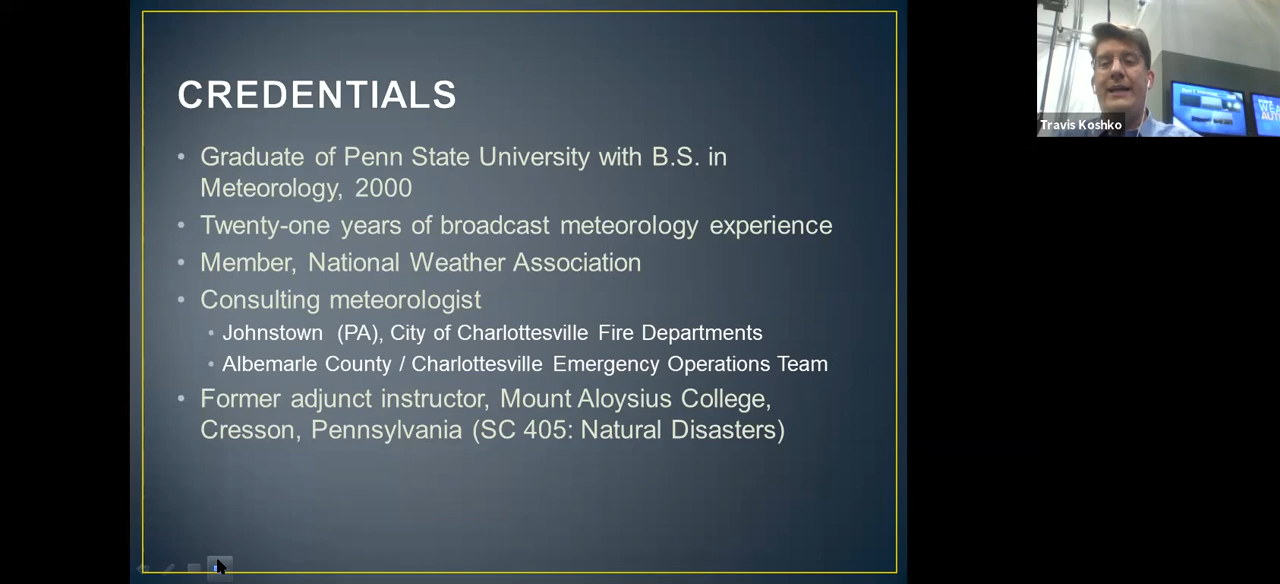 CREDENTIALS
• Graduate of Penn State University with B.S. in
Meteorology, 2000
• Twenty-one years of broadcast meteorology experience
• Member, National Weather Association
• Consulting meteorologist
• Johnstown (PA), City of Charlottesville Fire Departments
• Albemarle County / Charlottesville Emergency Operations Team
• Former adjunct instructor, Mount Aloysius College,
Cresson, Pennsylvania (SC 405: Natural Disasters)
Travis Koshko